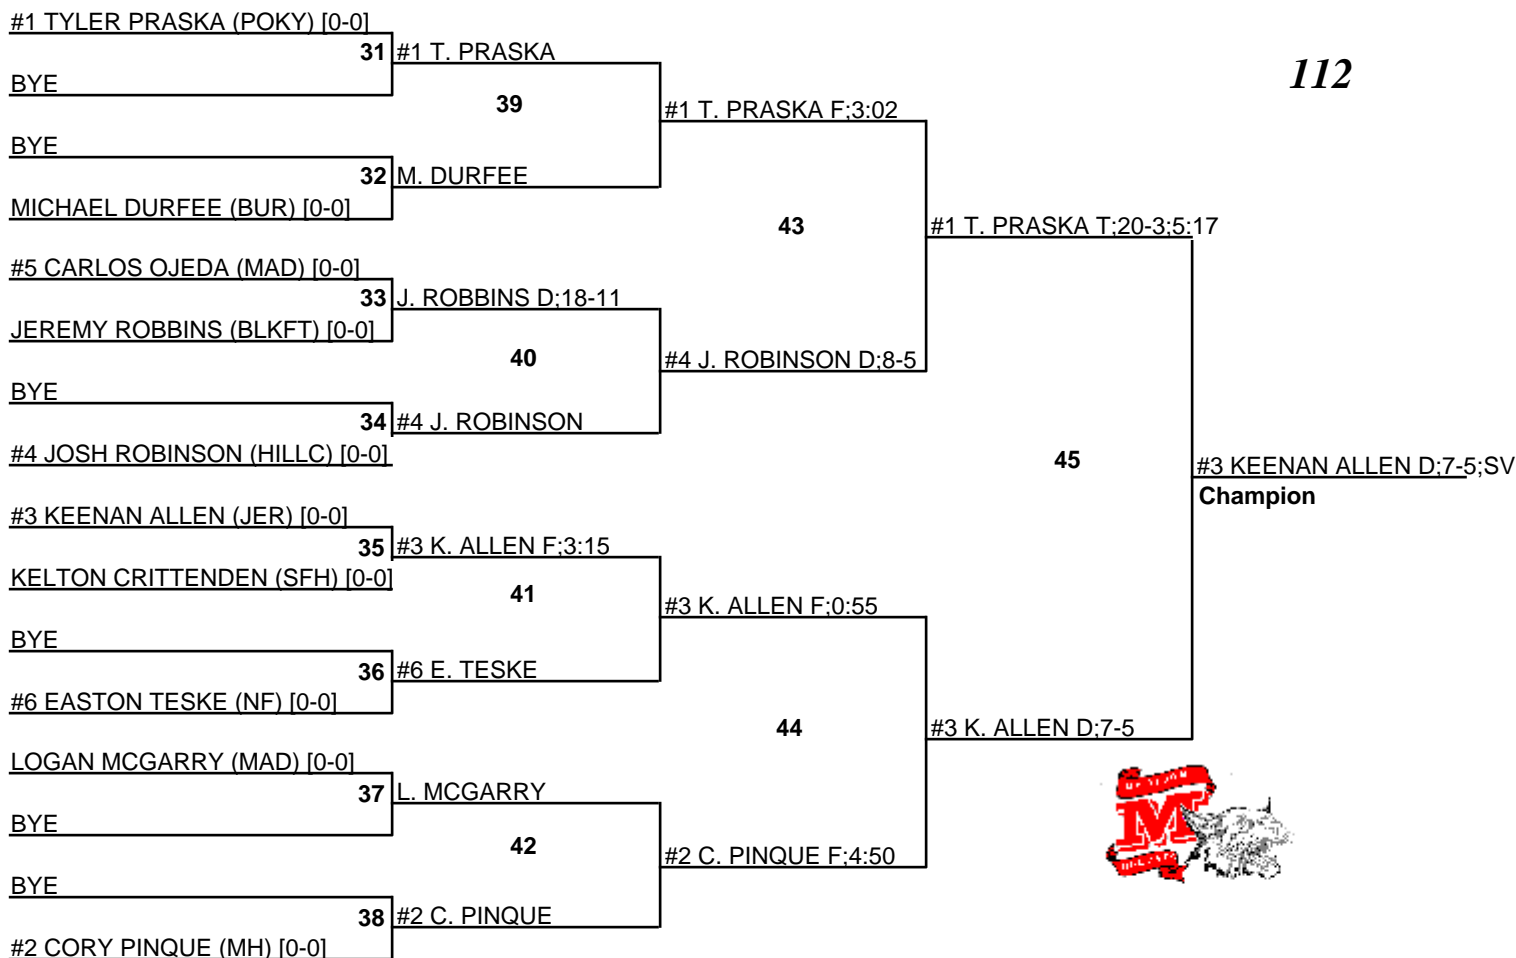 #1 TYLER PRASKA (POKY) [0-0]
31 #1 T. PRASKA
112
BYE
39
#1 T. PRASKA F;3:02
BYE
32 M. DURFEE
MICHAEL DURFEE (BUR) [0-0]
43
#1 T. PRASKA T;20-3;5:17
#5 CARLOS OJEDA (MAD) [0-0]
33 J. ROBBINS D;18-11
JEREMY ROBBINS (BLKFT) [0-0]
40
#4 J. ROBINSON D;8-5
BYE
34 #4 J. ROBINSON
#4 JOSH ROBINSON (HILLC) [0-0]
45
#3 KEENAN ALLEN D;7-5;SV
Champion
#3 KEENAN ALLEN (JER) [0-0]
35 #3 K. ALLEN F;3:15
KELTON CRITTENDEN (SFH) [0-0]
41
#3 K. ALLEN F;0:55
BYE
36 #6 E. TESKE
#6 EASTON TESKE (NF) [0-0]
44
#3 K. ALLEN D;7-5
LOGAN MCGARRY (MAD) [0-0]
37 L. MCGARRY
BYE
42
#2 C. PINQUE F;4:50
BYE
38 #2 C. PINQUE
#2 CORY PINQUE (MH) [0-0]
M